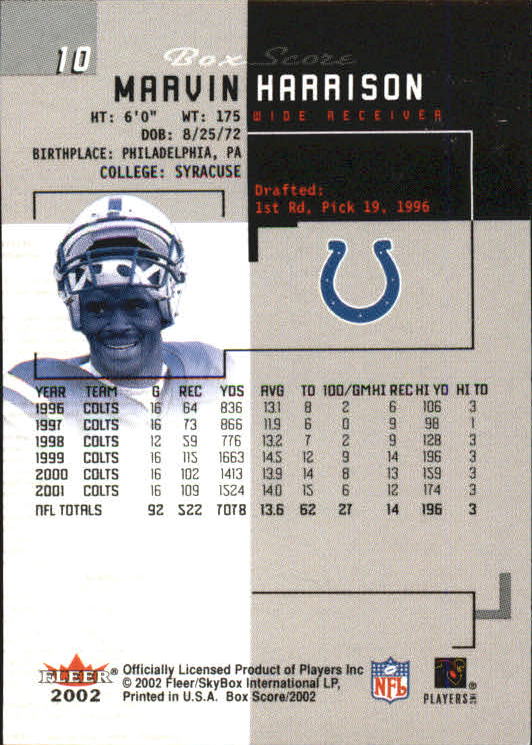 10
Box Score
MARVIN HARRISON
HT: 6'0" WT: 175 WIDE RECEIVER
DOB: 8/25/72
BIRTHPLACE: PHILADELPHIA, PA
COLLEGE: SYRACUSE
Drafted:
1st Rd, Pick 19, 1996
YEAR TEAM G REC YDS AVG TD 100/GM HI REC HI YD HI TD
1996 COLTS 16 64 836 13.1 8 2 6 106 3
1997 COLTS 16 73 866 11.9 6 0 9 98 1
1998 COLTS 12 59 776 13.2 7 2 9 128 3
1999 COLTS 16 115 1663 14.5 12 9 14 196 3
2000 COLTS 16 102 1413 13.9 14 8 13 159 3
2001 COLTS 16 109 1524 14.0 15 6 12 174 3
NFL TOTALS 92 522 7078 13.6 62 27 14 196 3
FLEER®
2002
Officially Licensed Product of Players Inc
© 2002 Fleer/SkyBox International LP,
Printed in U.S.A. Box Score/2002
NFL
PLAYERS INC ®